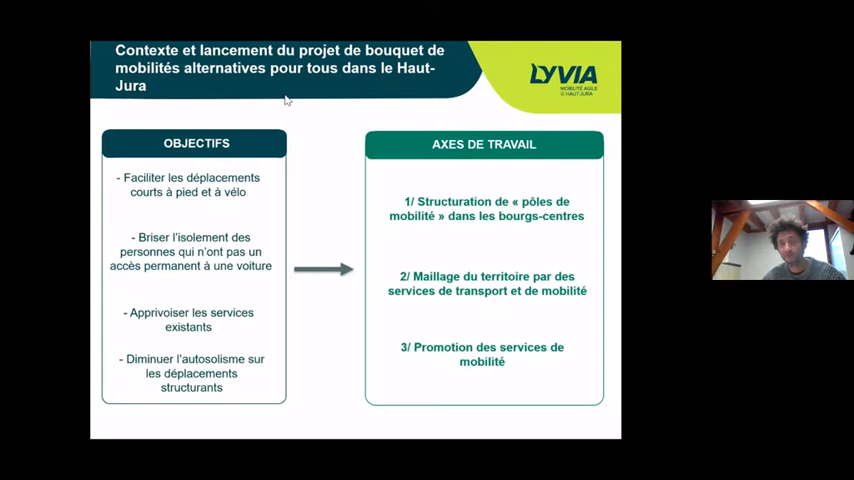 Contexte et lancement du projet de bouquet de
mobilités alternatives pour tous dans le Haut-
Jura
LYVIA
MOBILITÉ AGILE
HAUT-JURA
OBJECTIFS
- Faciliter les déplacements
courts à pied et à vélo
- Briser l'isolement des
personnes qui n'ont pas un
accès permanent à une voiture
- Apprivoiser les services
existants
- Diminuer l'autosolisme sur
les déplacements
structurants
AXES DE TRAVAIL
1/ Structuration de « pôles de
mobilité » dans les bourgs-centres
2/ Maillage du territoire par des
services de transport et de mobilité
3/ Promotion des services de
mobilité